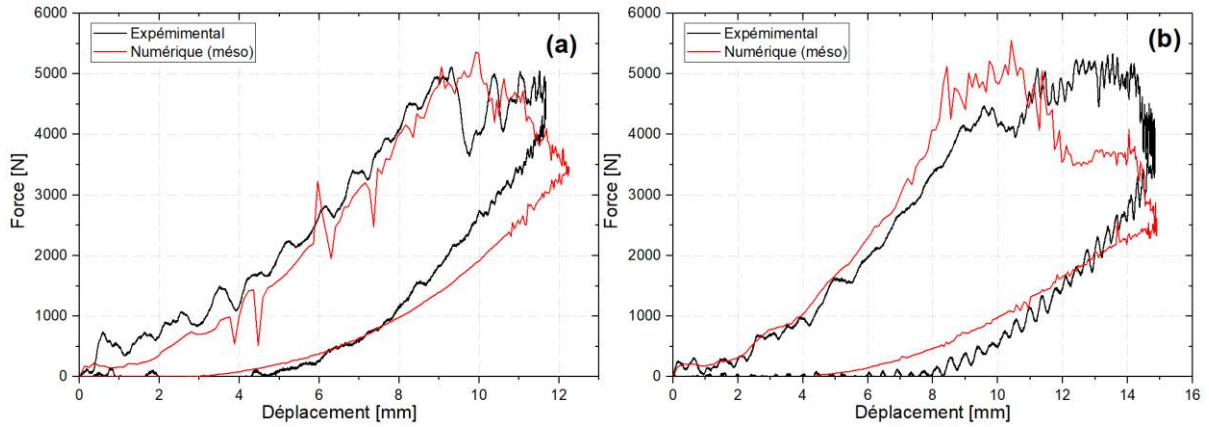 Expémimental
Numérique (méso)
(a)
6000
5000
4000
3000
2000
1000
0
Force [N]
0 2 4 6 8 10 12
Déplacement [mm]
Expémimental
Numérique (méso)
(b)
6000
5000
4000
3000
2000
1000
0
Force [N]
0 2 4 6 8 10 12 14 16
Déplacement [mm]